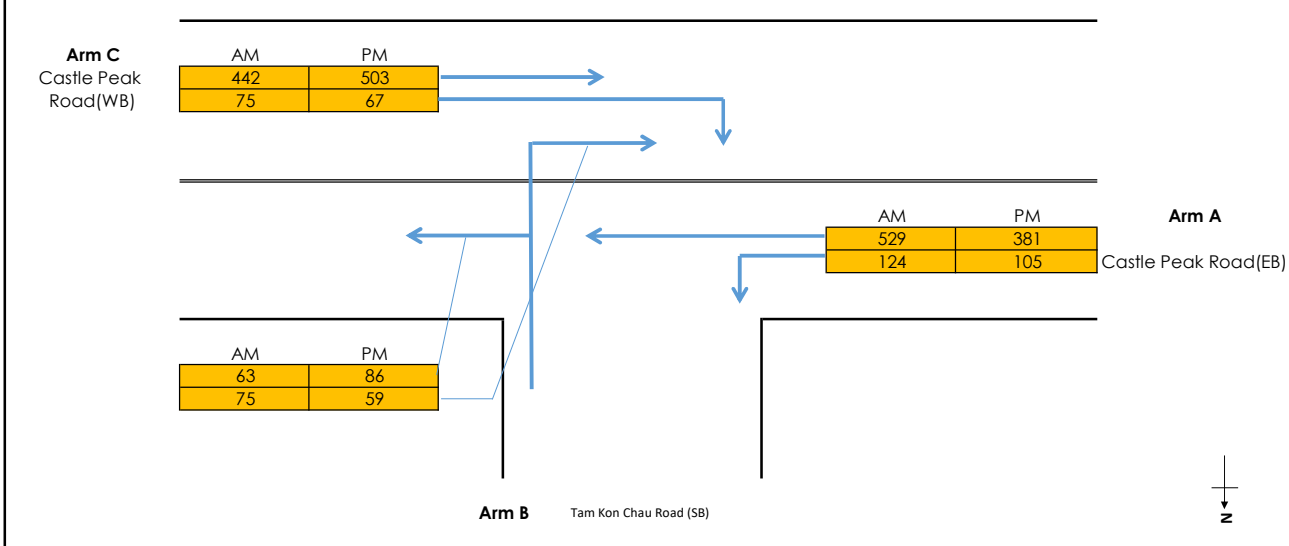 Arm C AM PM
Castle Peak 442 503
Road(WB) 75 67
AM PM Arm A
529 381
124 105 Castle Peak Road(EB)
AM PM
63 86
75 59
Arm B Tam Kon Chau Road (SB)
N